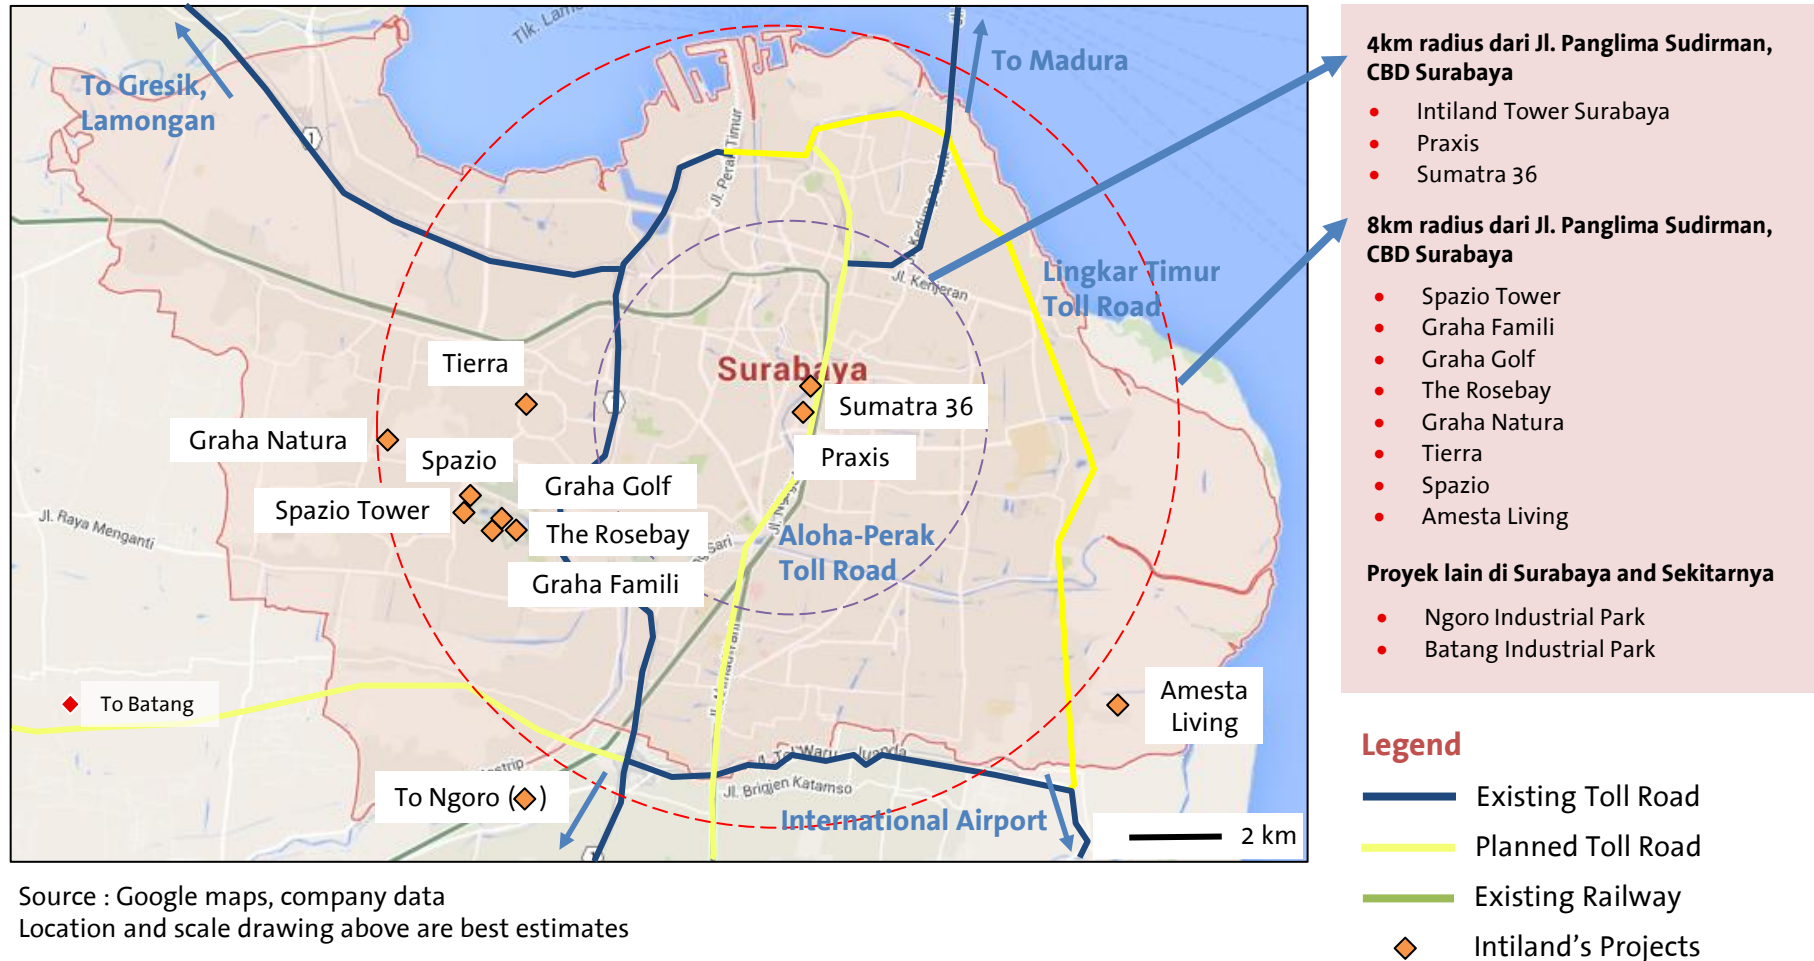 Tlk. Lamo
To Gresik,
Lamongan
To Madura
Jl. Perak Timur
Jl. Kenjeran
Lingkar Timur
Toll Road
Tierra
Surabaya
Sumatra 36
Praxis
Graha Natura
Spazio
Graha Golf
Spazio Tower
The Rosebay
Graha Famili
Jl. Raya Menganti
Aloha-Perak
Toll Road
To Batang
Amesta
Living
To Ngoro ( )
Jl. Brigjen Katamso
International Airport
2 km
4km radius dari Jl. Panglima Sudirman,
CBD Surabaya
• Intiland Tower Surabaya
• Praxis
• Sumatra 36
8km radius dari Jl. Panglima Sudirman,
CBD Surabaya
• Spazio Tower
• Graha Famili
• Graha Golf
• The Rosebay
• Graha Natura
• Tierra
• Spazio
• Amesta Living
Proyek lain di Surabaya and Sekitarnya
• Ngoro Industrial Park
• Batang Industrial Park
Legend
Existing Toll Road
Planned Toll Road
Existing Railway
Intiland's Projects
Source : Google maps, company data
Location and scale drawing above are best estimates